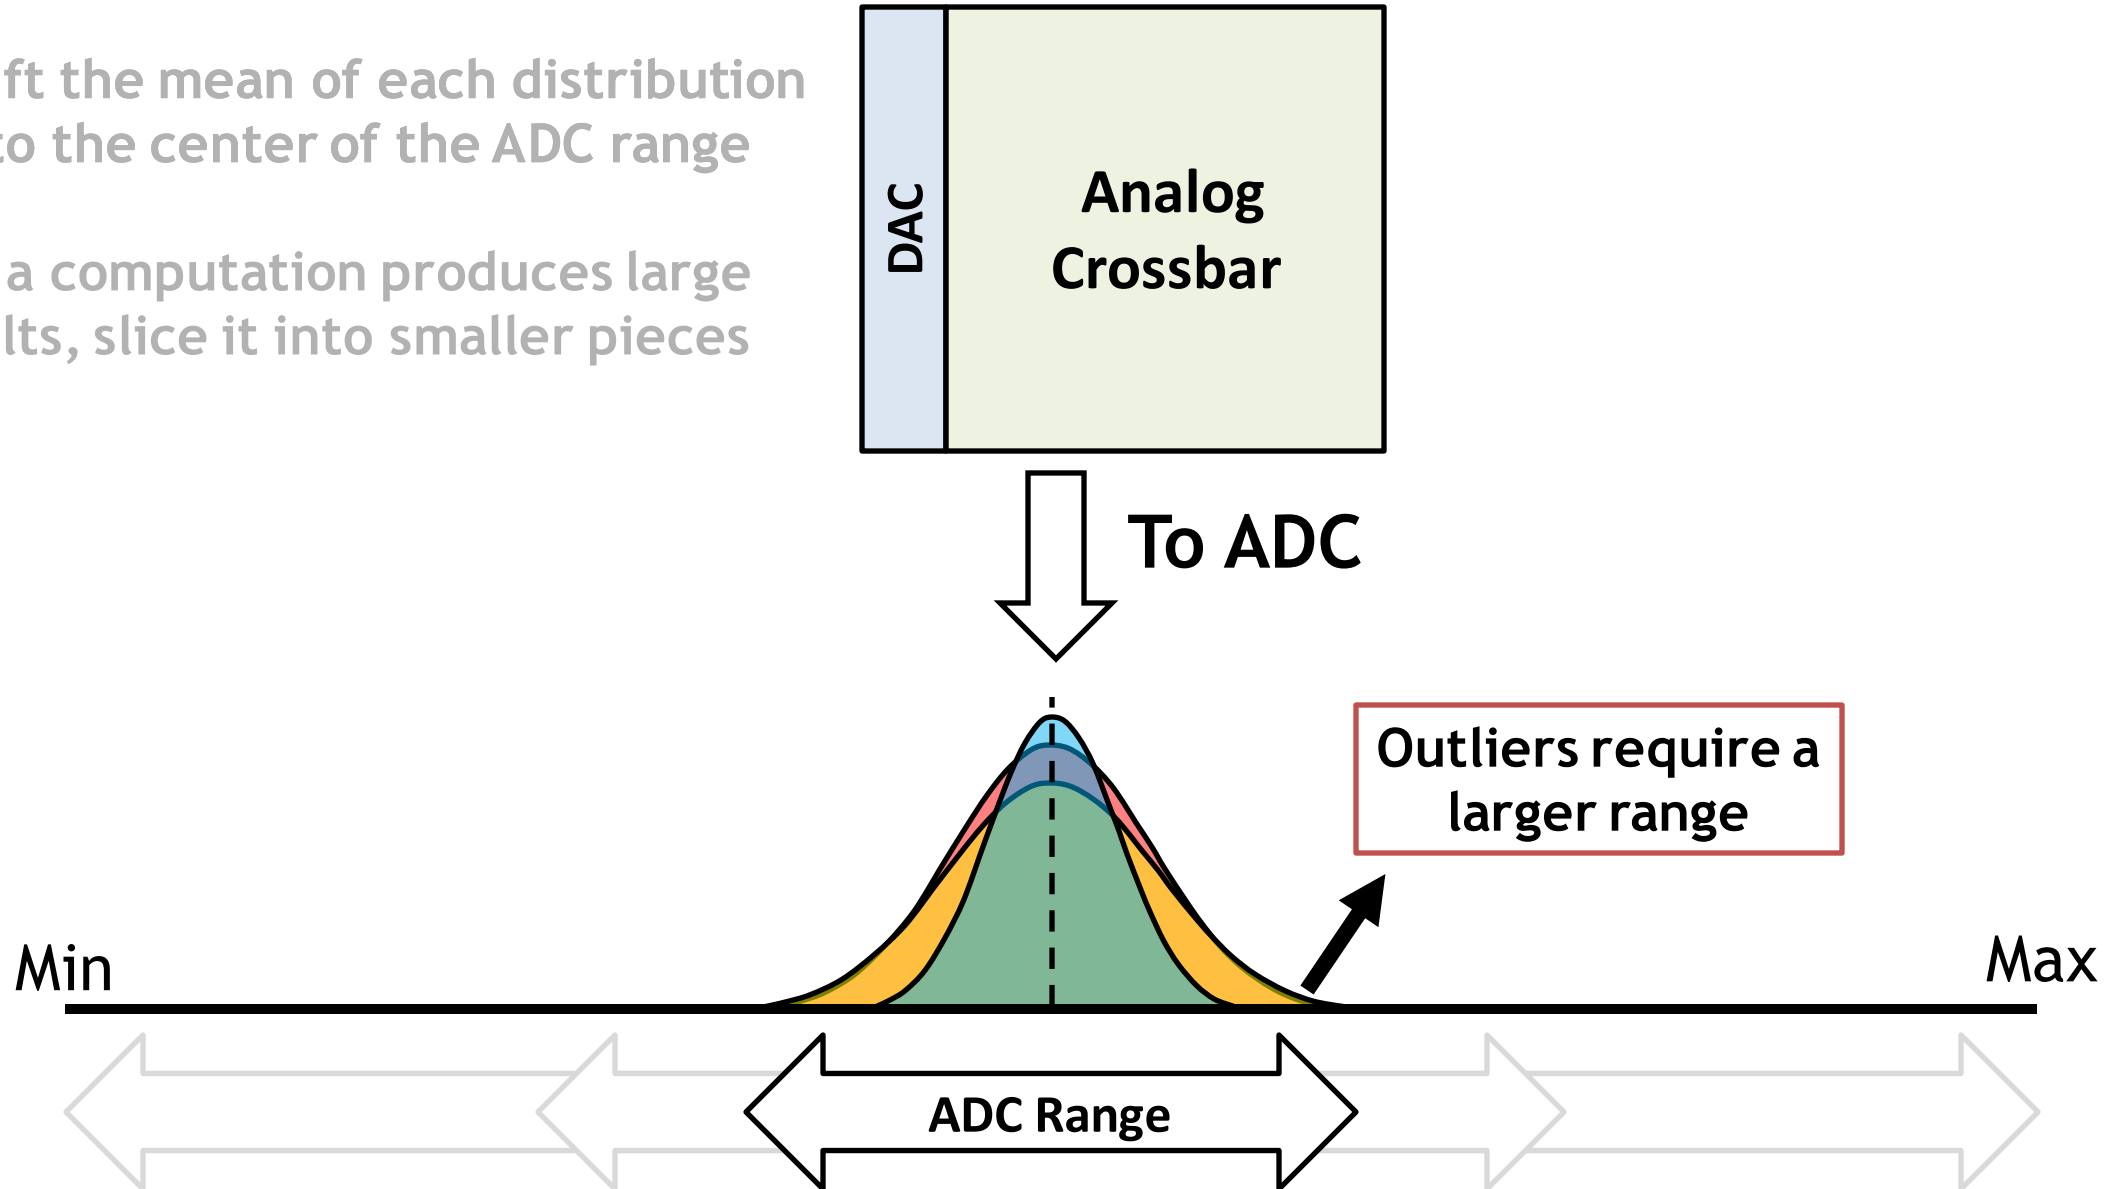 ft the mean of each distribution
to the center of the ADC range
a computation produces large
lts, slice it into smaller pieces
DAC
Analog
Crossbar
To ADC
Outliers require a
larger range
Min
Max
ADC Range